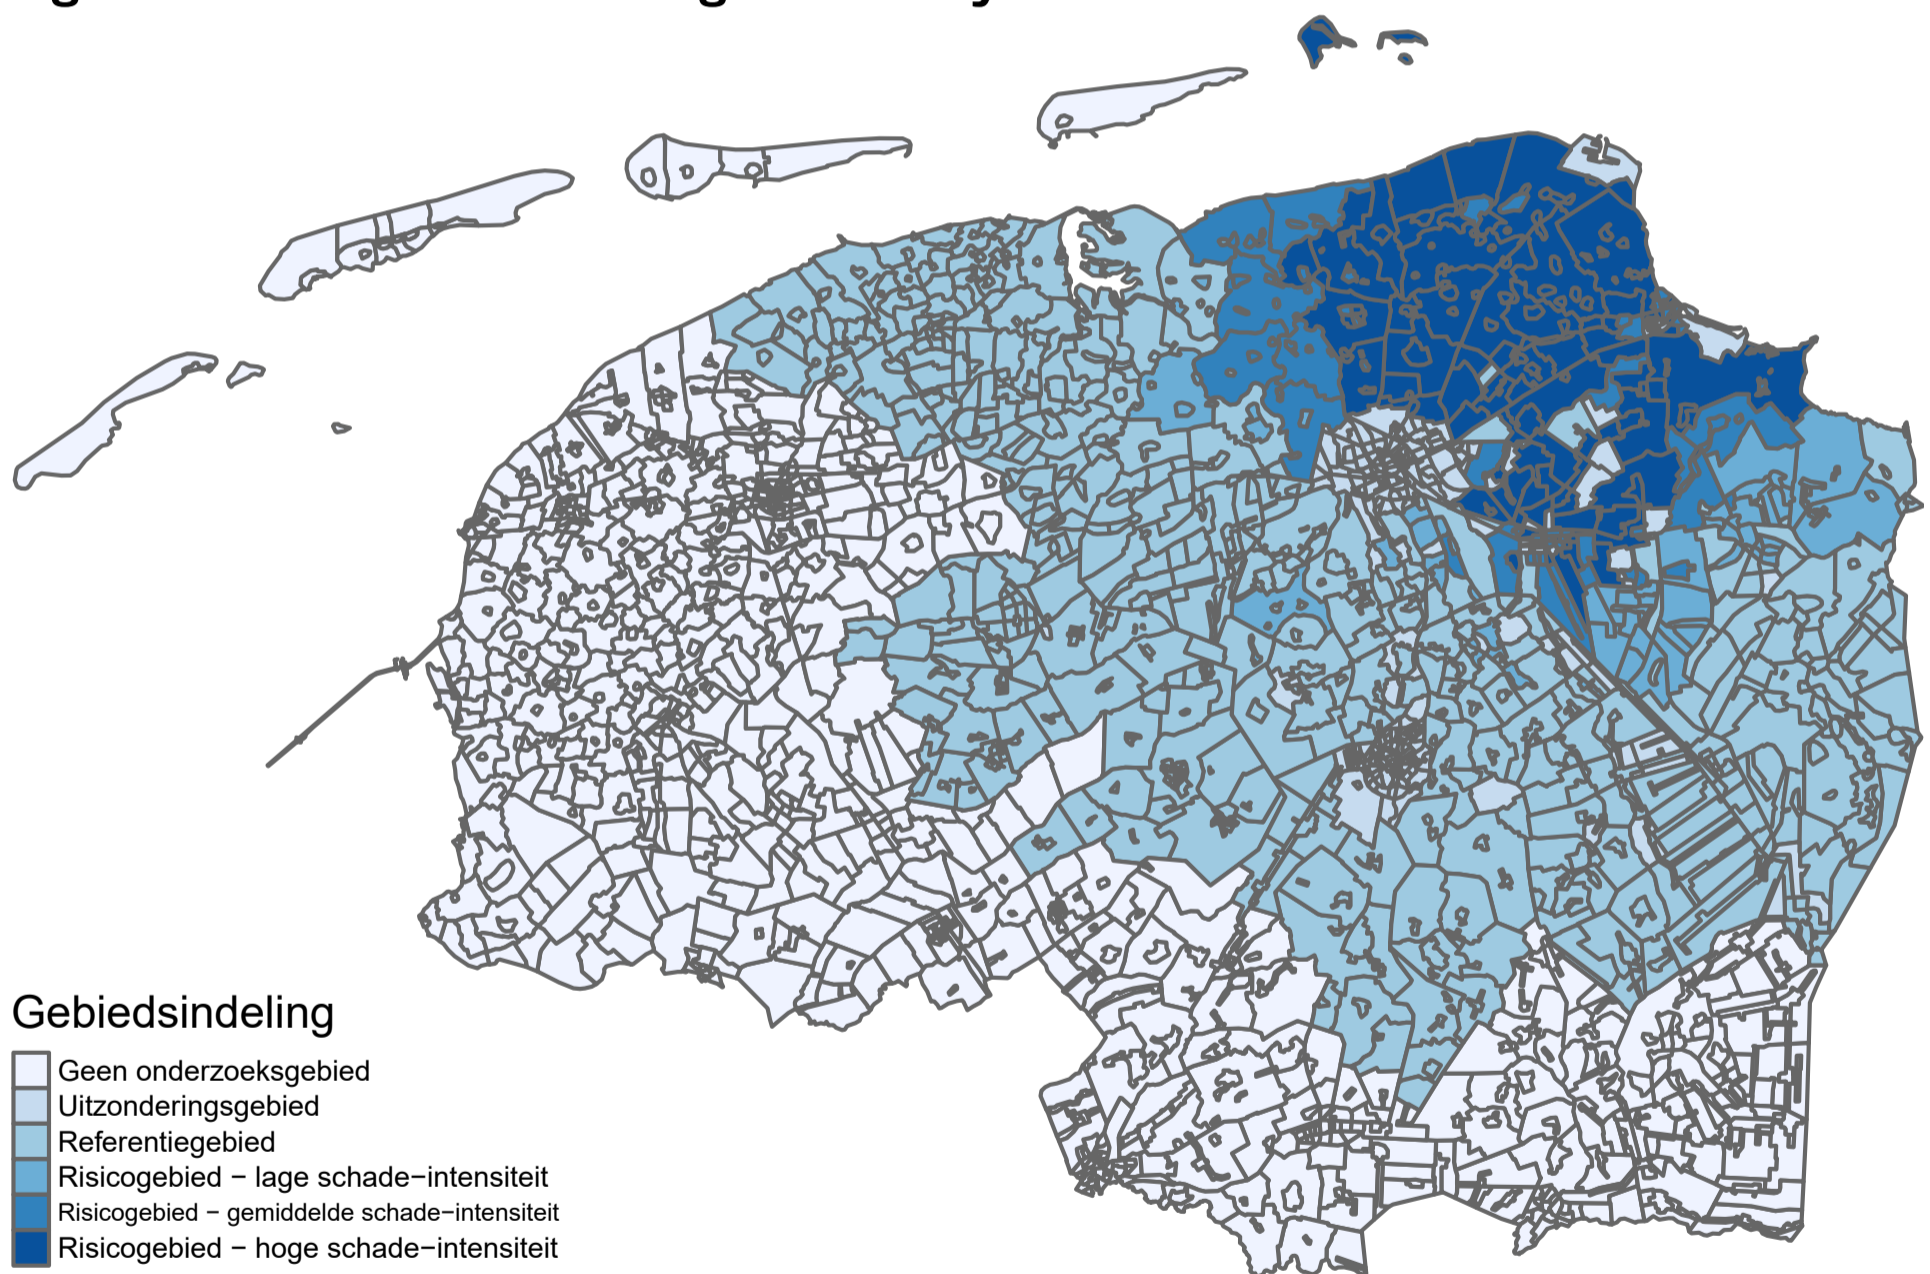 Gebiedsindeling
Geen onderzoeksgebied
Uitzonderingsgebied
Referentiegebied
Risicogebied − lage schade−intensiteit
Risicogebied − gemiddelde schade−intensiteit
Risicogebied − hoge schade−intensiteit